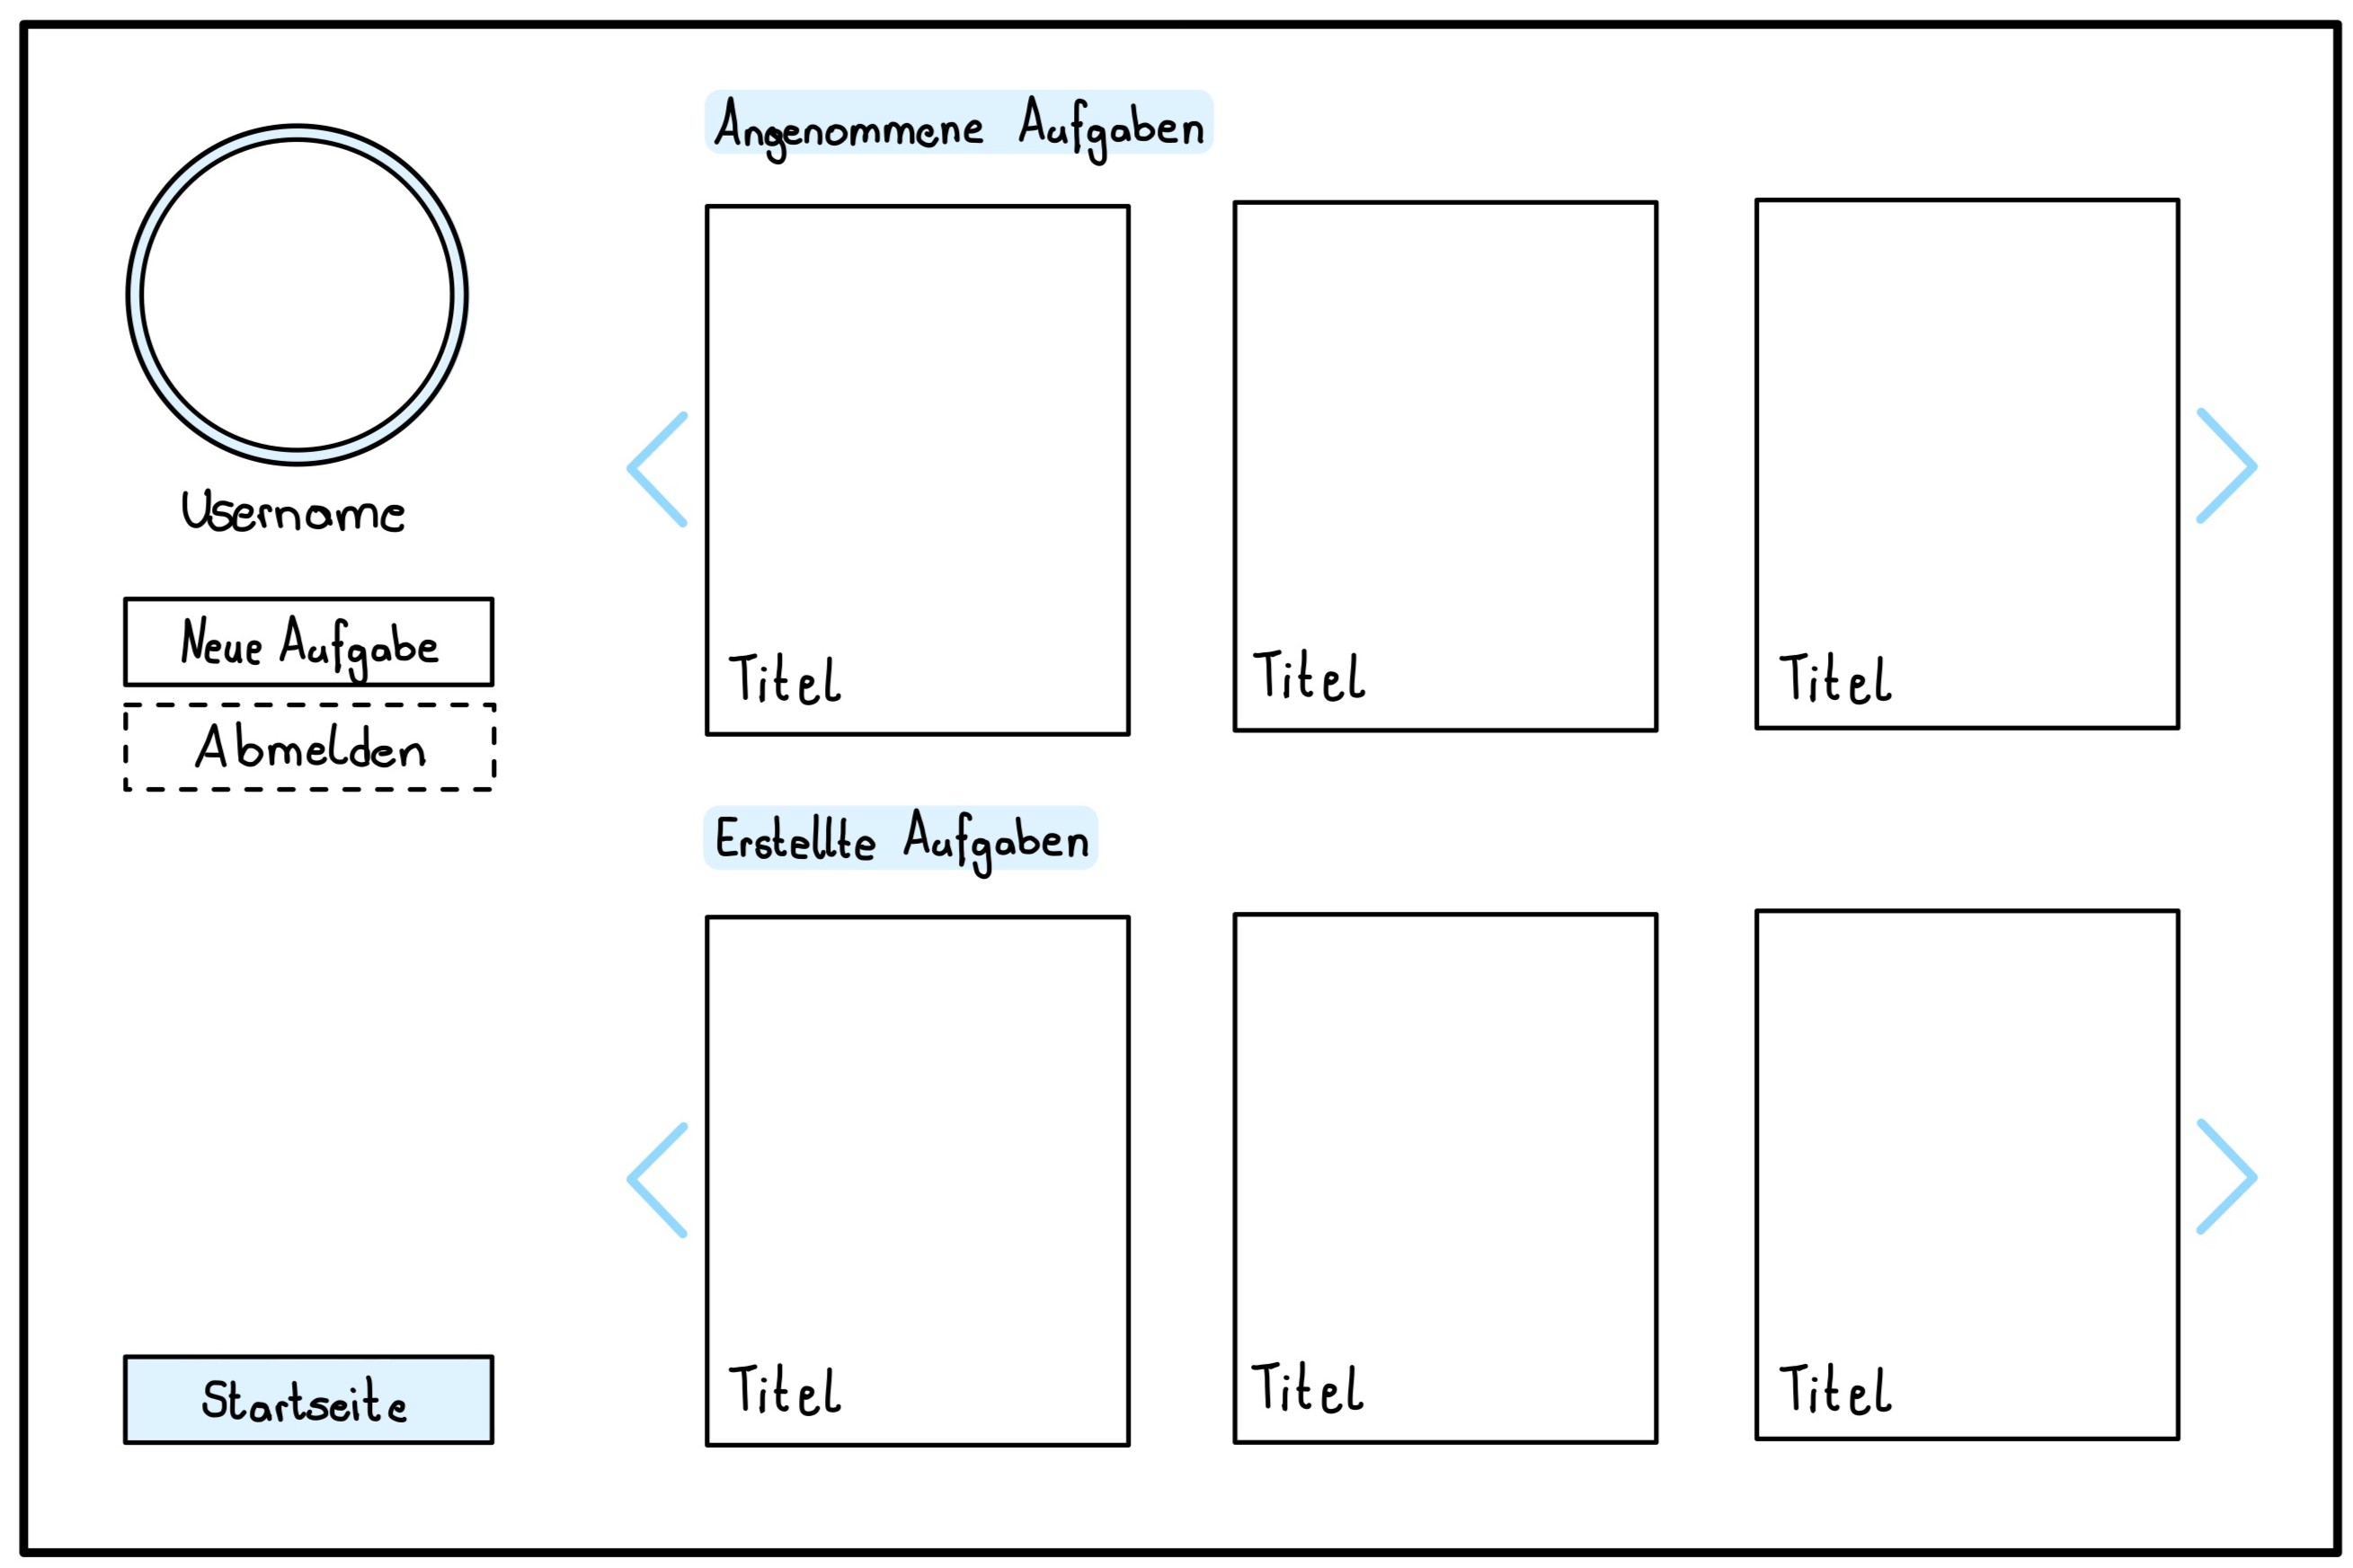 Username
Neue Aufgabe
Abmelden
Startseite
Angenommene Aufgaben
Titel
Titel
Titel
Erstellte Aufgaben
Titel
Titel
Titel